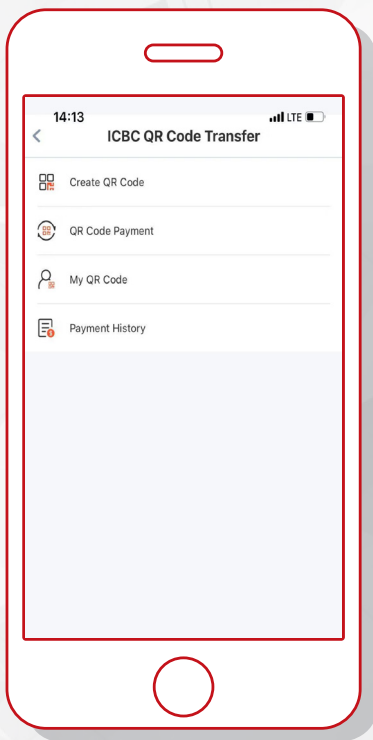 14:13 LTE
ICBC QR Code Transfer
Create QR Code
QR Code Payment
My QR Code
Payment History